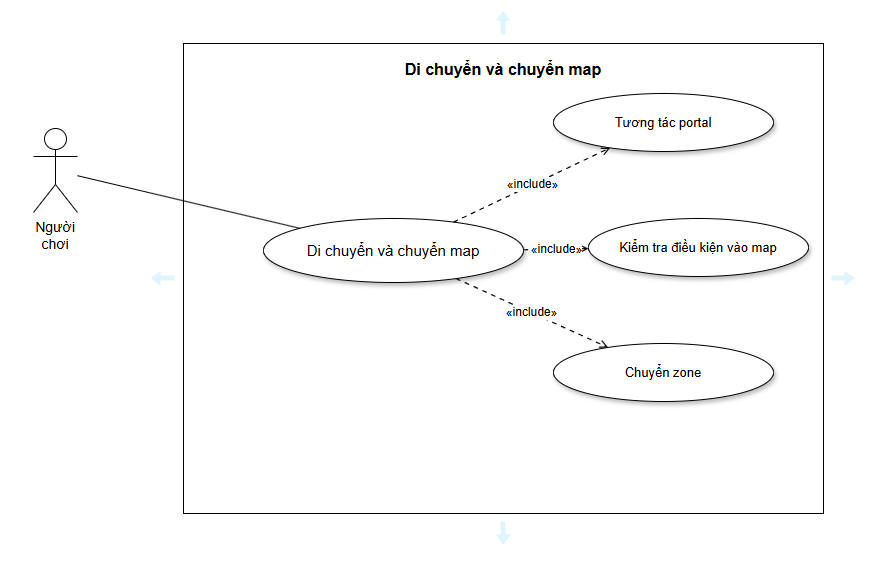 Di chuyển và chuyển map
Tương tác portal
«include»
Người
chơi
Di chuyển và chuyển map
«include»
Kiểm tra điều kiện vào map
«include»
Chuyển zone